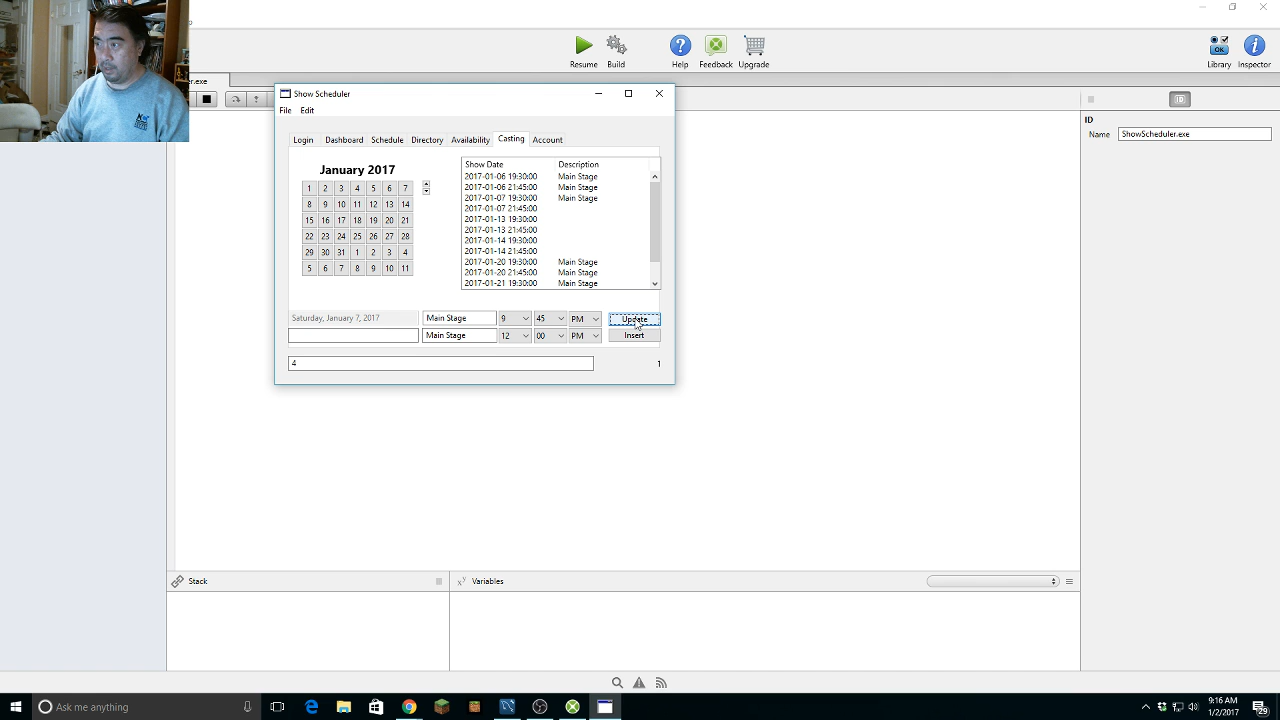 Resume
Build
Help
Feedback
Upgrade
Library
Inspector
er.exe
Show Scheduler
File Edit
Login Dashboard Schedule Directory Availability Casting Account
January 2017
1 2 3 4 5 6 7
8 9 10 11 12 13 14
15 16 17 18 19 20 21
22 23 24 25 26 27 28
29 30 31 1 2 3 4
5 6 7 8 9 10 11
Show Date Description
2017-01-06 19:30:00 Main Stage
2017-01-06 21:45:00 Main Stage
2017-01-07 19:30:00 Main Stage
2017-01-07 21:45:00
2017-01-13 19:30:00
2017-01-13 21:45:00
2017-01-14 19:30:00
2017-01-14 21:45:00
2017-01-20 19:30:00 Main Stage
2017-01-20 21:45:00 Main Stage
2017-01-21 19:30:00 Main Stage
Saturday, January 7, 2017 Main Stage 9 45 PM Update
Main Stage 12 00 PM Insert
4 1
ID
ID
Name ShowScheduler.exe
Stack
Variables
Ask me anything
9:16 AM
1/2/2017